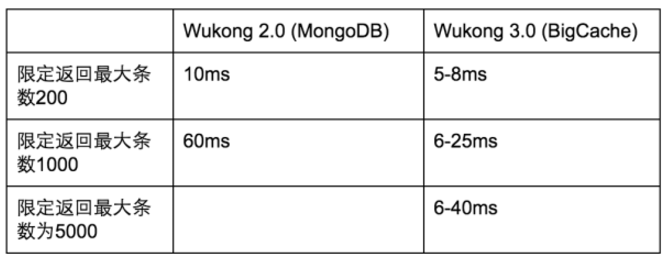 Wukong 2.0 (MongoDB)
Wukong 3.0 (BigCache)
限定返回最大条
数200
10ms
5-8ms
限定返回最大条
数1000
60ms
6-25ms
限定返回最大条
数为5000
6-40ms